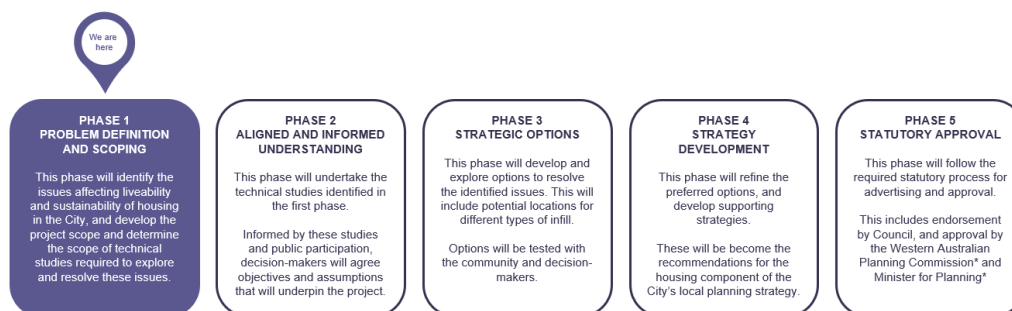 We are
here
PHASE 1
PROBLEM DEFINITION
AND SCOPING
This phase will identify the
issues affecting liveability
and sustainability of housing
in the City, and develop the
project scope and determine
the scope of technical
studies required to explore
and resolve these issues.
PHASE 2
ALIGNED AND INFORMED
UNDERSTANDING
This phase will undertake the
technical studies identified in
the first phase.
Informed by these studies
and public participation,
decision-makers will agree
objectives and assumptions
that will underpin the project.
PHASE 3
STRATEGIC OPTIONS
This phase will develop and
explore options to resolve
the identified issues. This will
include potential locations for
different types of infill.
Options will be tested with
the community and decision-
makers.
PHASE 4
STRATEGY
DEVELOPMENT
This phase will refine the
preferred options, and
develop supporting
strategies.
These will be become the
recommendations for the
housing component of the
City's local planning strategy.
PHASE 5
STATUTORY APPROVAL
This phase will follow the
required statutory process for
advertising and approval.
This includes endorsement
by Council, and approval by
the Western Australian
Planning Commission* and
Minister for Planning*